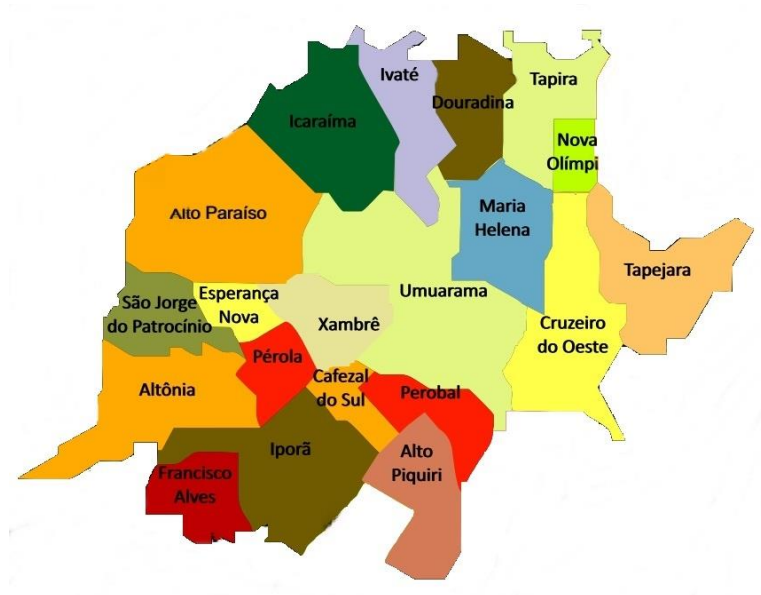 Ivaté
Tapira
Douradina
Icaraíma
Nova
Olímpi
Alto Paraíso
Maria
Helena
Tapejara
Esperança
Nova
Umuarama
São Jorge
do Patrocínio
Xambrê
Cruzeiro
do Oeste
Pérola
Cafezal
do Sul
Altônia
Perobal
Iporã
Alto
Piquiri
Francisco
Alves